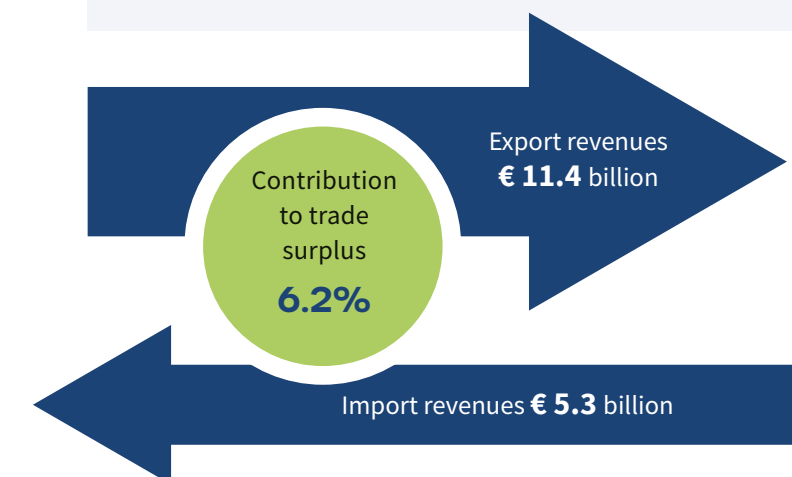 Export revenues
€ 11.4 billion
Contribution
to trade
surplus
6.2%
Import revenues € 5.3 billion